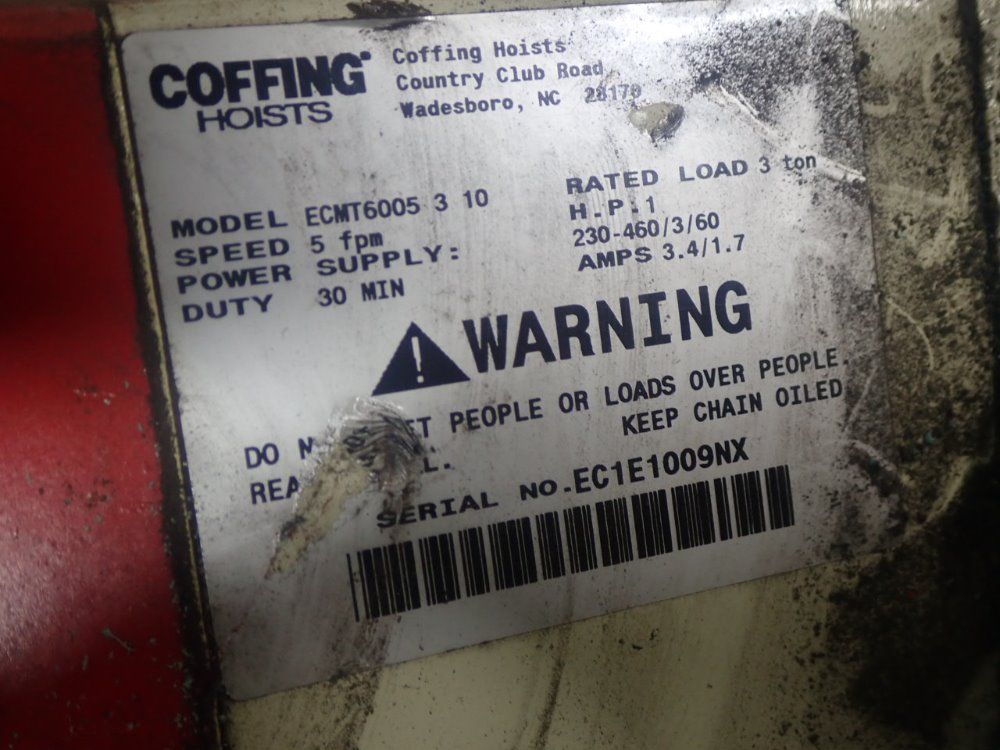 COFFING
HOISTS
Coffing Hoists
Country Club Road
Wadesboro, NC 28170
MODEL ECMT6005 3 10
SPEED 5 fpm
POWER SUPPLY:
DUTY 30 MIN
RATED LOAD 3 ton
H.P.1
230-460/3/60
AMPS 3.4/1.7
WARNING
DO PEOPLE OR LOADS OVER PEOPLE.
KEEP CHAIN OILED
SERIAL NO.EC1E1009NX